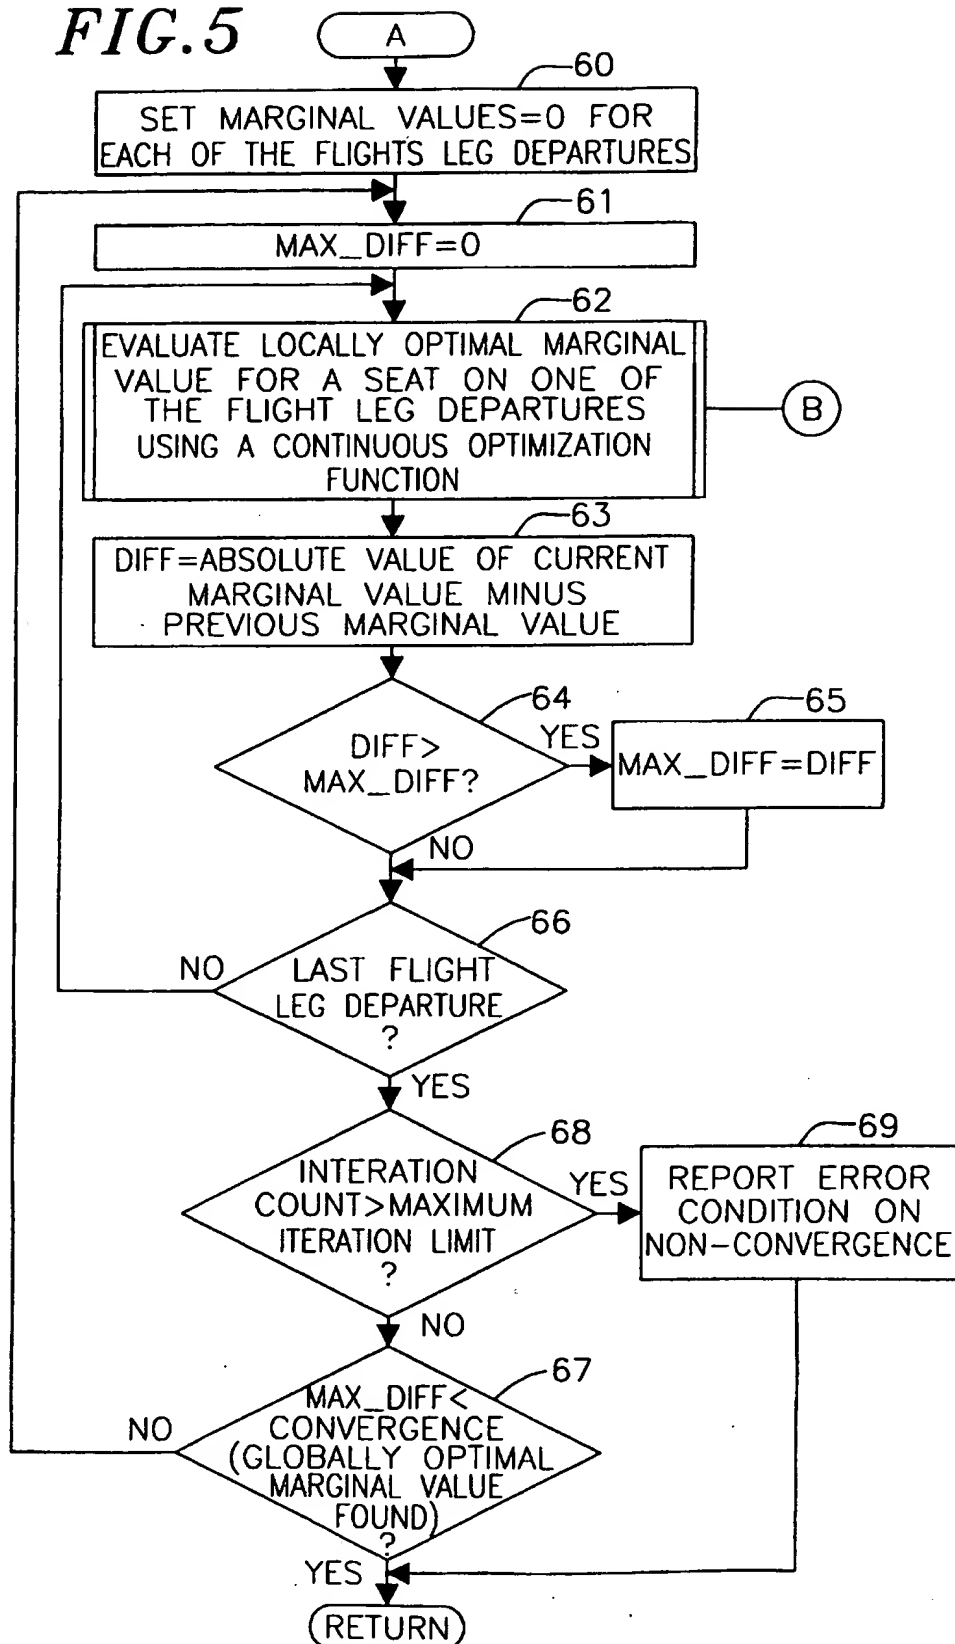 FIG.5
A
60
SET MARGINAL VALUES=0 FOR
EACH OF THE FLIGHTS LEG DEPARTURES
61
MAX_DIFF=0
62
EVALUATE LOCALLY OPTIMAL MARGINAL
VALUE FOR A SEAT ON ONE OF
THE FLIGHT LEG DEPARTURES
USING A CONTINUOUS OPTIMIZATION
FUNCTION
B
63
DIFF=ABSOLUTE VALUE OF CURRENT
MARGINAL VALUE MINUS
PREVIOUS MARGINAL VALUE
64
DIFF>
MAX_DIFF?
YES
65
MAX_DIFF=DIFF
NO
66
LAST FLIGHT
LEG DEPARTURE
?
NO
YES
68
INTERATION
COUNT>MAXIMUM
ITERATION LIMIT
?
YES
69
REPORT ERROR
CONDITION ON
NON-CONVERGENCE
NO
67
MAX_DIFF<
CONVERGENCE
(GLOBALLY OPTIMAL
MARGINAL VALUE
FOUND)
?
NO
YES
RETURN